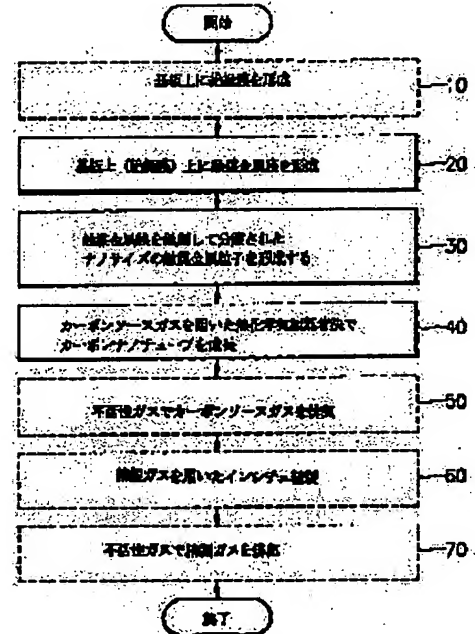 開始
基板上に絶縁膜を形成
10
基板上（絶縁膜）上に触媒金属膜を形成
20
触媒金属膜を蝕刻して分離された
ナノサイズの触媒金属粒子を形成する
30
カーボンソースガスを用いた熱化学気相蒸着法で
カーボンナノチューブを成長
40
不活性ガスでカーボンソースガスを排気
50
精製ガスを用いたインシチュ精製
60
不活性ガスで精製ガスを排気
70
終了